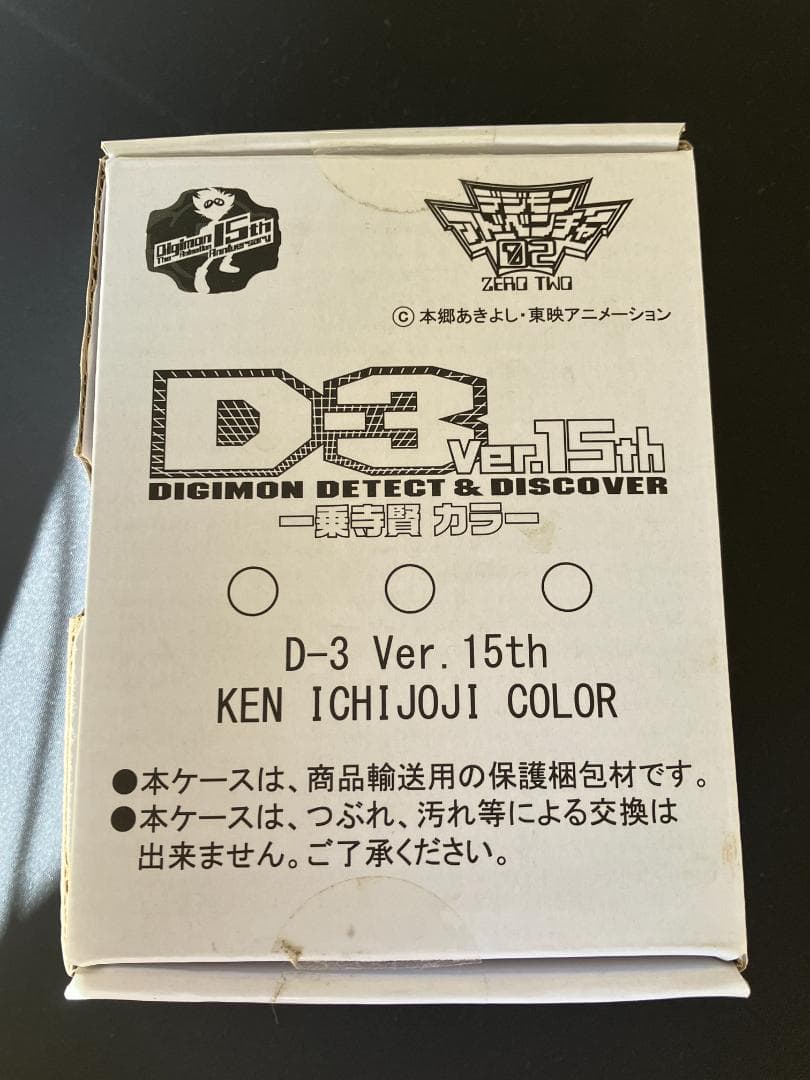 Digimon 15th
The Animation Anniversary
デジモン
アドベンチャー
02
ZERO TWO
©本郷あきよし・東映アニメーション
D-3 Ver.15th
DIGIMON DETECT & DISCOVER
一乗寺賢 カラー
D-3 Ver.15th
KEN ICHIJOJI COLOR
●本ケースは、商品輸送用の保護梱包材です。
●本ケースは、つぶれ、汚れ等による交換は
出来ません。ご了承ください。